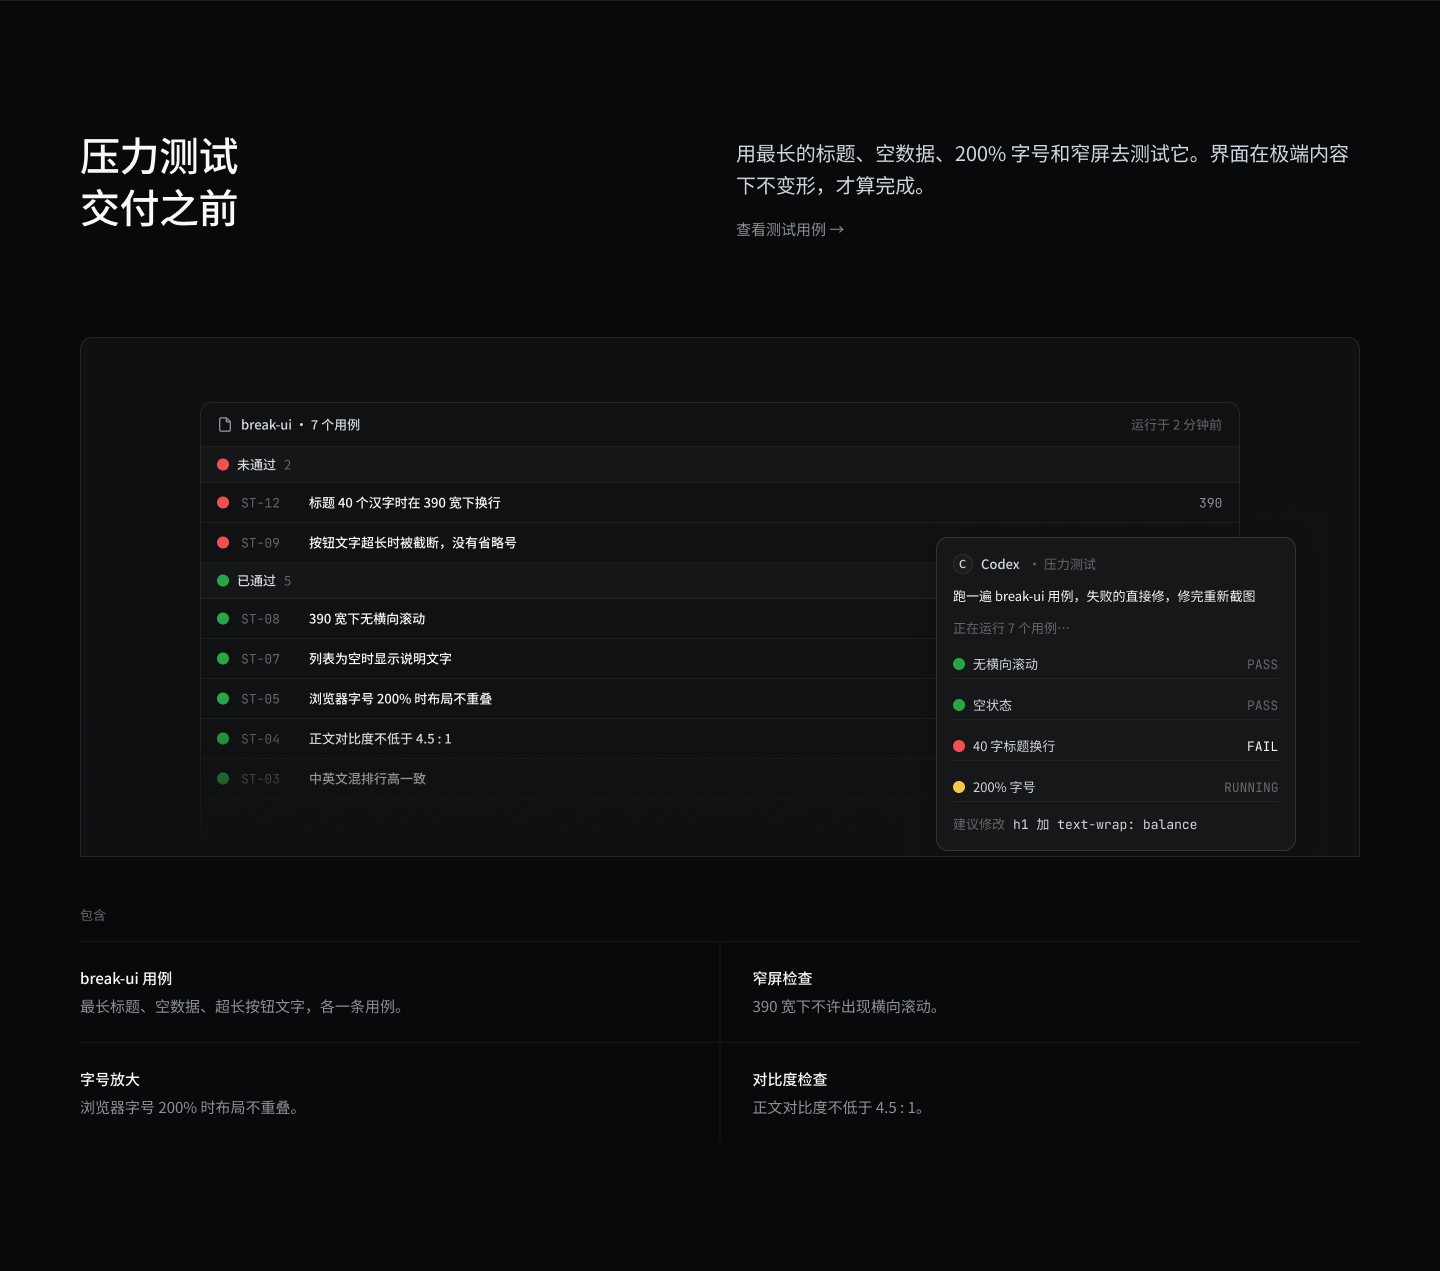 压力测试
交付之前
用最长的标题、空数据、200% 字号和窄屏去测试它。界面在极端内容
下不变形，才算完成。
查看测试用例 →
break-ui · 7 个用例
运行于 2 分钟前
未通过 2
ST-12 标题 40 个汉字时在 390 宽下换行 390
ST-09 按钮文字超长时被截断，没有省略号
已通过 5
ST-08 390 宽下无横向滚动
ST-07 列表为空时显示说明文字
ST-05 浏览器字号 200% 时布局不重叠
ST-04 正文对比度不低于 4.5 : 1
ST-03 中英文混排行高一致
C Codex · 压力测试
跑一遍 break-ui 用例，失败的直接修，修完重新截图
正在运行 7 个用例…
无横向滚动 PASS
空状态 PASS
40 字标题换行 FAIL
200% 字号 RUNNING
建议修改 h1 加 text-wrap: balance
包含
break-ui 用例
最长标题、空数据、超长按钮文字，各一条用例。
窄屏检查
390 宽下不许出现横向滚动。
字号放大
浏览器字号 200% 时布局不重叠。
对比度检查
正文对比度不低于 4.5 : 1。